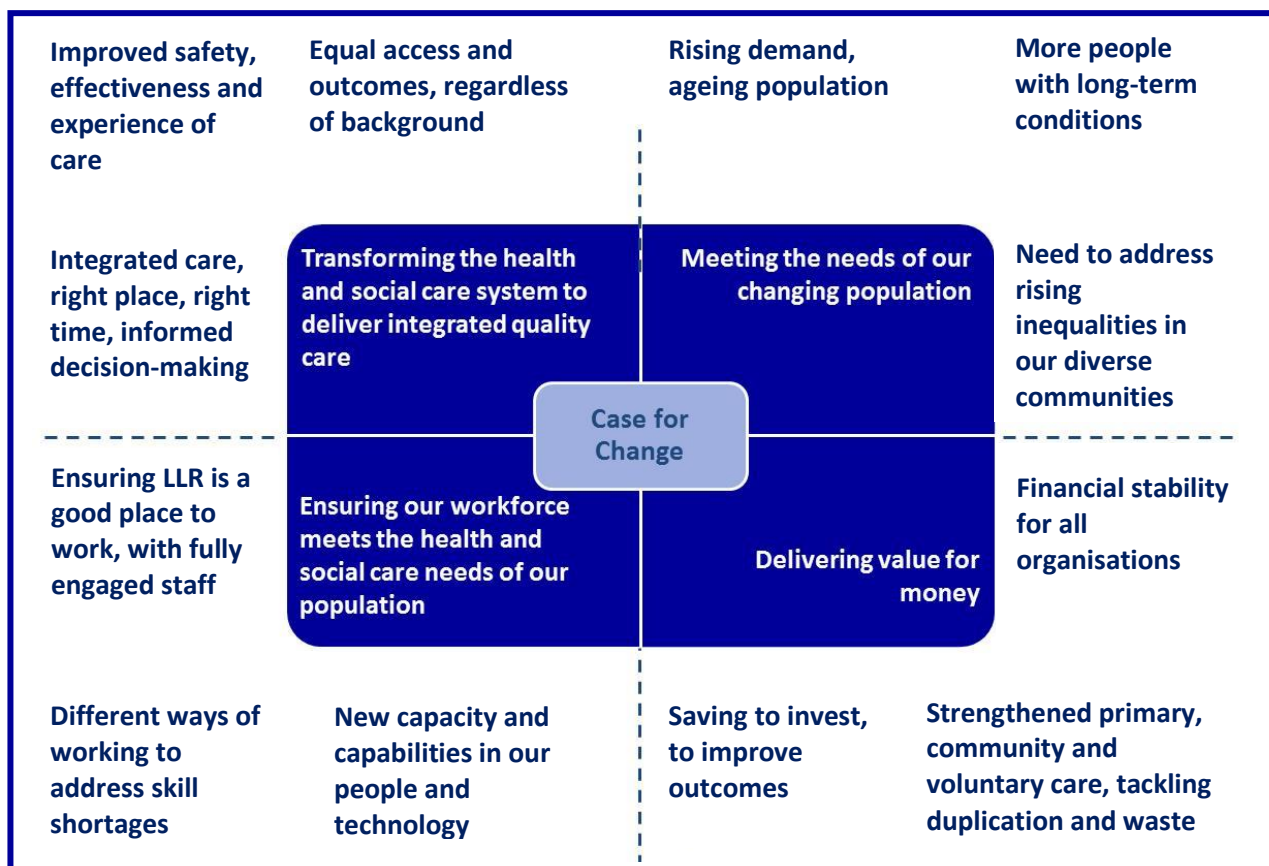 Improved safety,
effectiveness and
experience of
care
Equal access and
outcomes, regardless
of background
Rising demand,
ageing population
More people
with long-term
conditions
Integrated care,
right place, right
time, informed
decision-making
Transforming the health
and social care system to
deliver integrated quality
care
Meeting the needs of our
changing population
Need to address
rising
inequalities in
our diverse
communities
Case for
Change
Ensuring LLR is a
good place to
work, with fully
engaged staff
Ensuring our workforce
meets the health and
social care needs of our
population
Delivering value for
money
Financial stability
for all
organisations
Different ways of
working to
address skill
shortages
New capacity and
capabilities in our
people and
technology
Saving to invest,
to improve
outcomes
Strengthened primary,
community and
voluntary care, tackling
duplication and waste